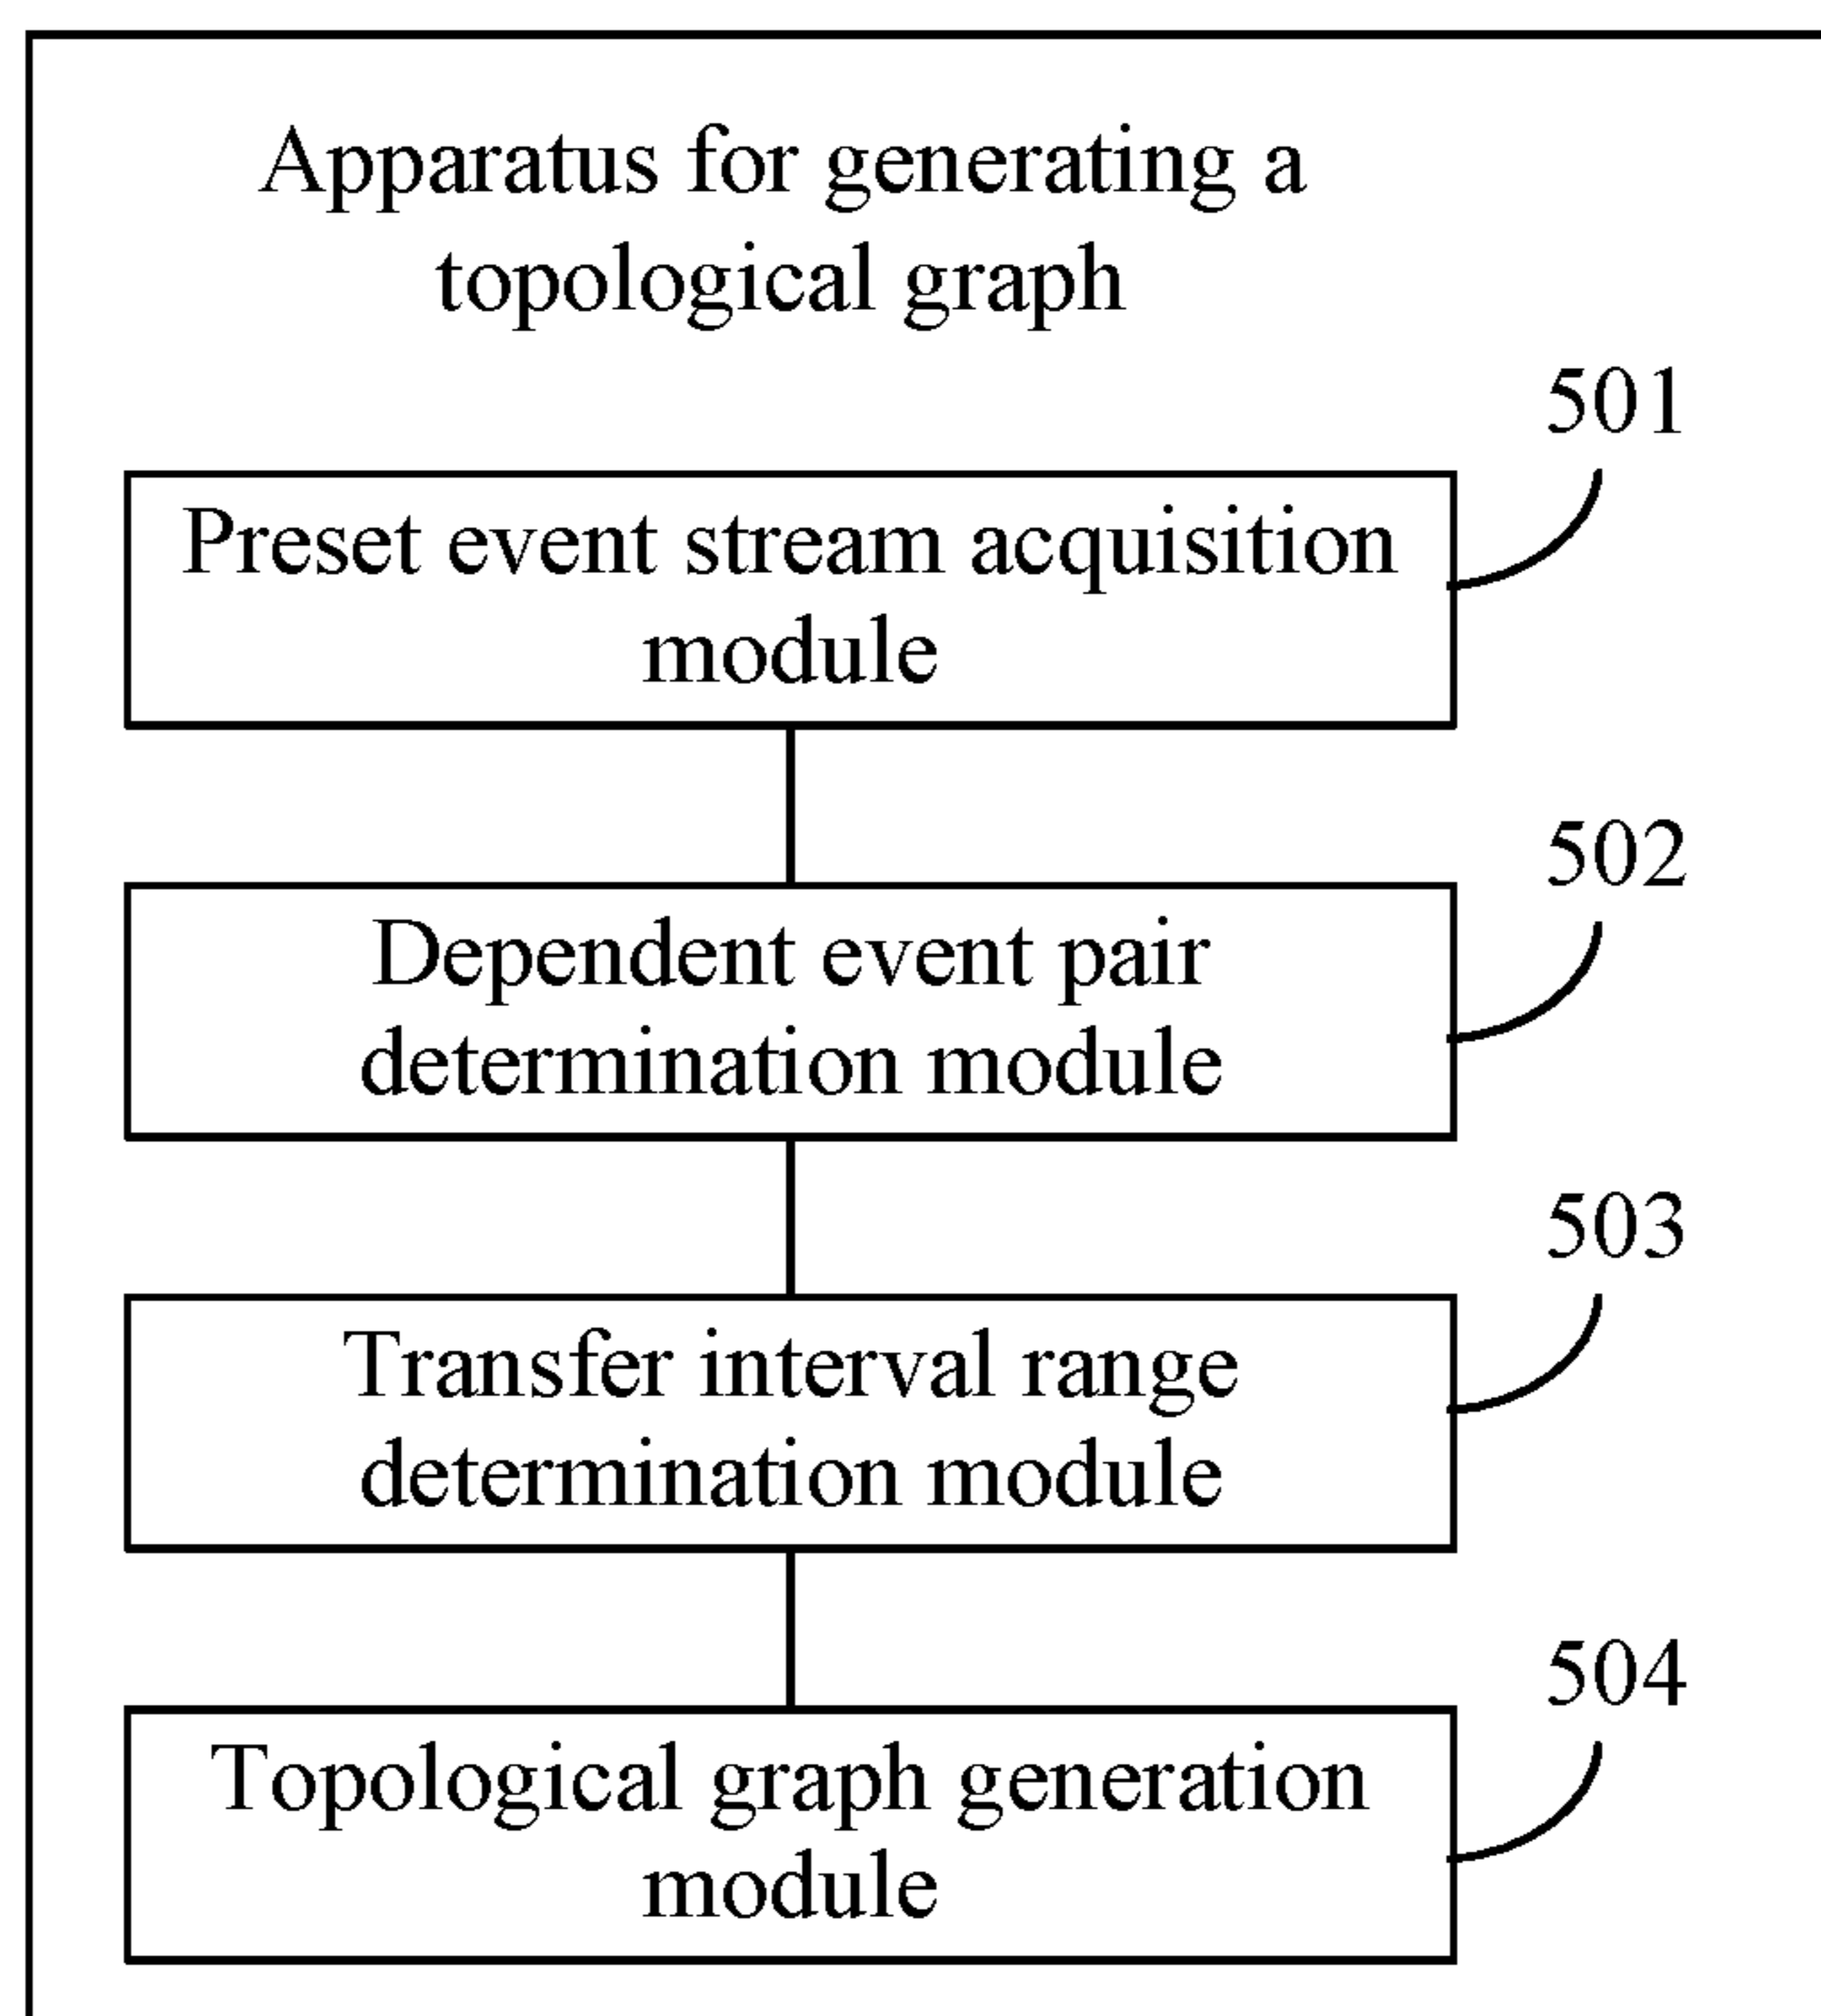 Apparatus for generating a
topological graph
501
Preset event stream acquisition
module
502
Dependent event pair
determination module
503
Transfer interval range
determination module
504
Topological graph generation
module